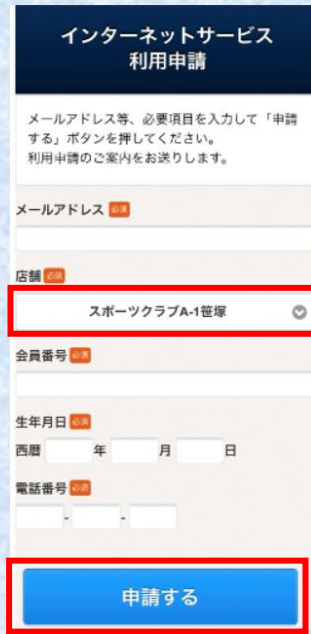 インターネットサービス
利用申請
メールアドレス等、必要項目を入力して「申請
する」ボタンを押してください。
利用申請のご案内をお送りします。
メールアドレス 必須
店舗 必須
スポーツクラブA-1笹塚
会員番号 必須
生年月日 必須
西暦 年 月 日
電話番号 必須
- -
申請する